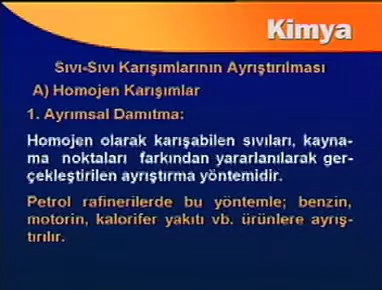 Kimya
Sıvı-Sıvı Karışımlarının Ayrıştırılması
A) Homojen Karışımlar
1. Ayrımsal Damıtma:
Homojen olarak karışabilen sıvıları, kayna-
ma noktaları farkından yararlanılarak ger-
çekleştirilen ayrıştırma yöntemidir.
Petrol rafinerilerde bu yöntemle; benzin,
motorin, kalorifer yakıtı vb. ürünlere ayrış-
tırılır.